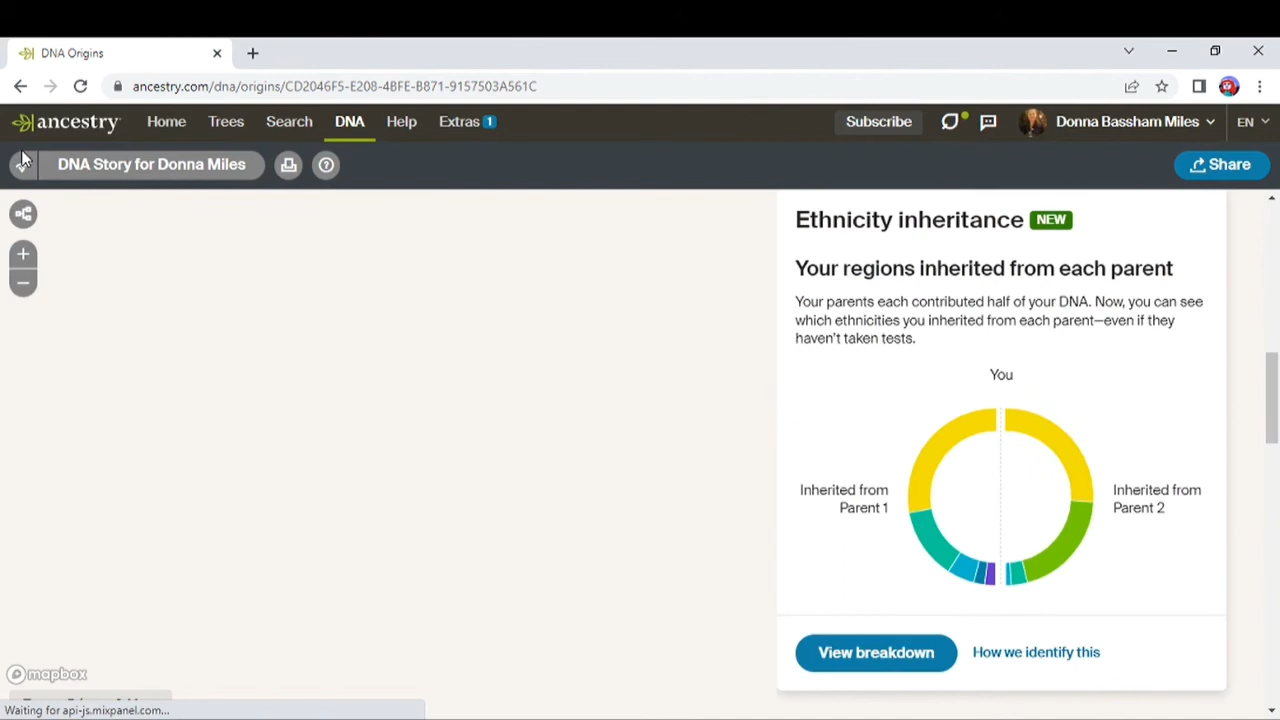 DNA Origins
ancestry.com/dna/origins/CD2046F5-E208-4BFE-B871-9157503A561C
ancestry
Home
Trees
Search
DNA
Help
Extras 1
Subscribe
Donna Bassham Miles
EN
DNA Story for Donna Miles
Share
Ethnicity inheritance NEW
Your regions inherited from each parent
Your parents each contributed half of your DNA. Now, you can see
which ethnicities you inherited from each parent—even if they
haven't taken tests.
You
Inherited from
Parent 1
Inherited from
Parent 2
View breakdown
How we identify this
mapbox
Waiting for api-js.mixpanel.com...